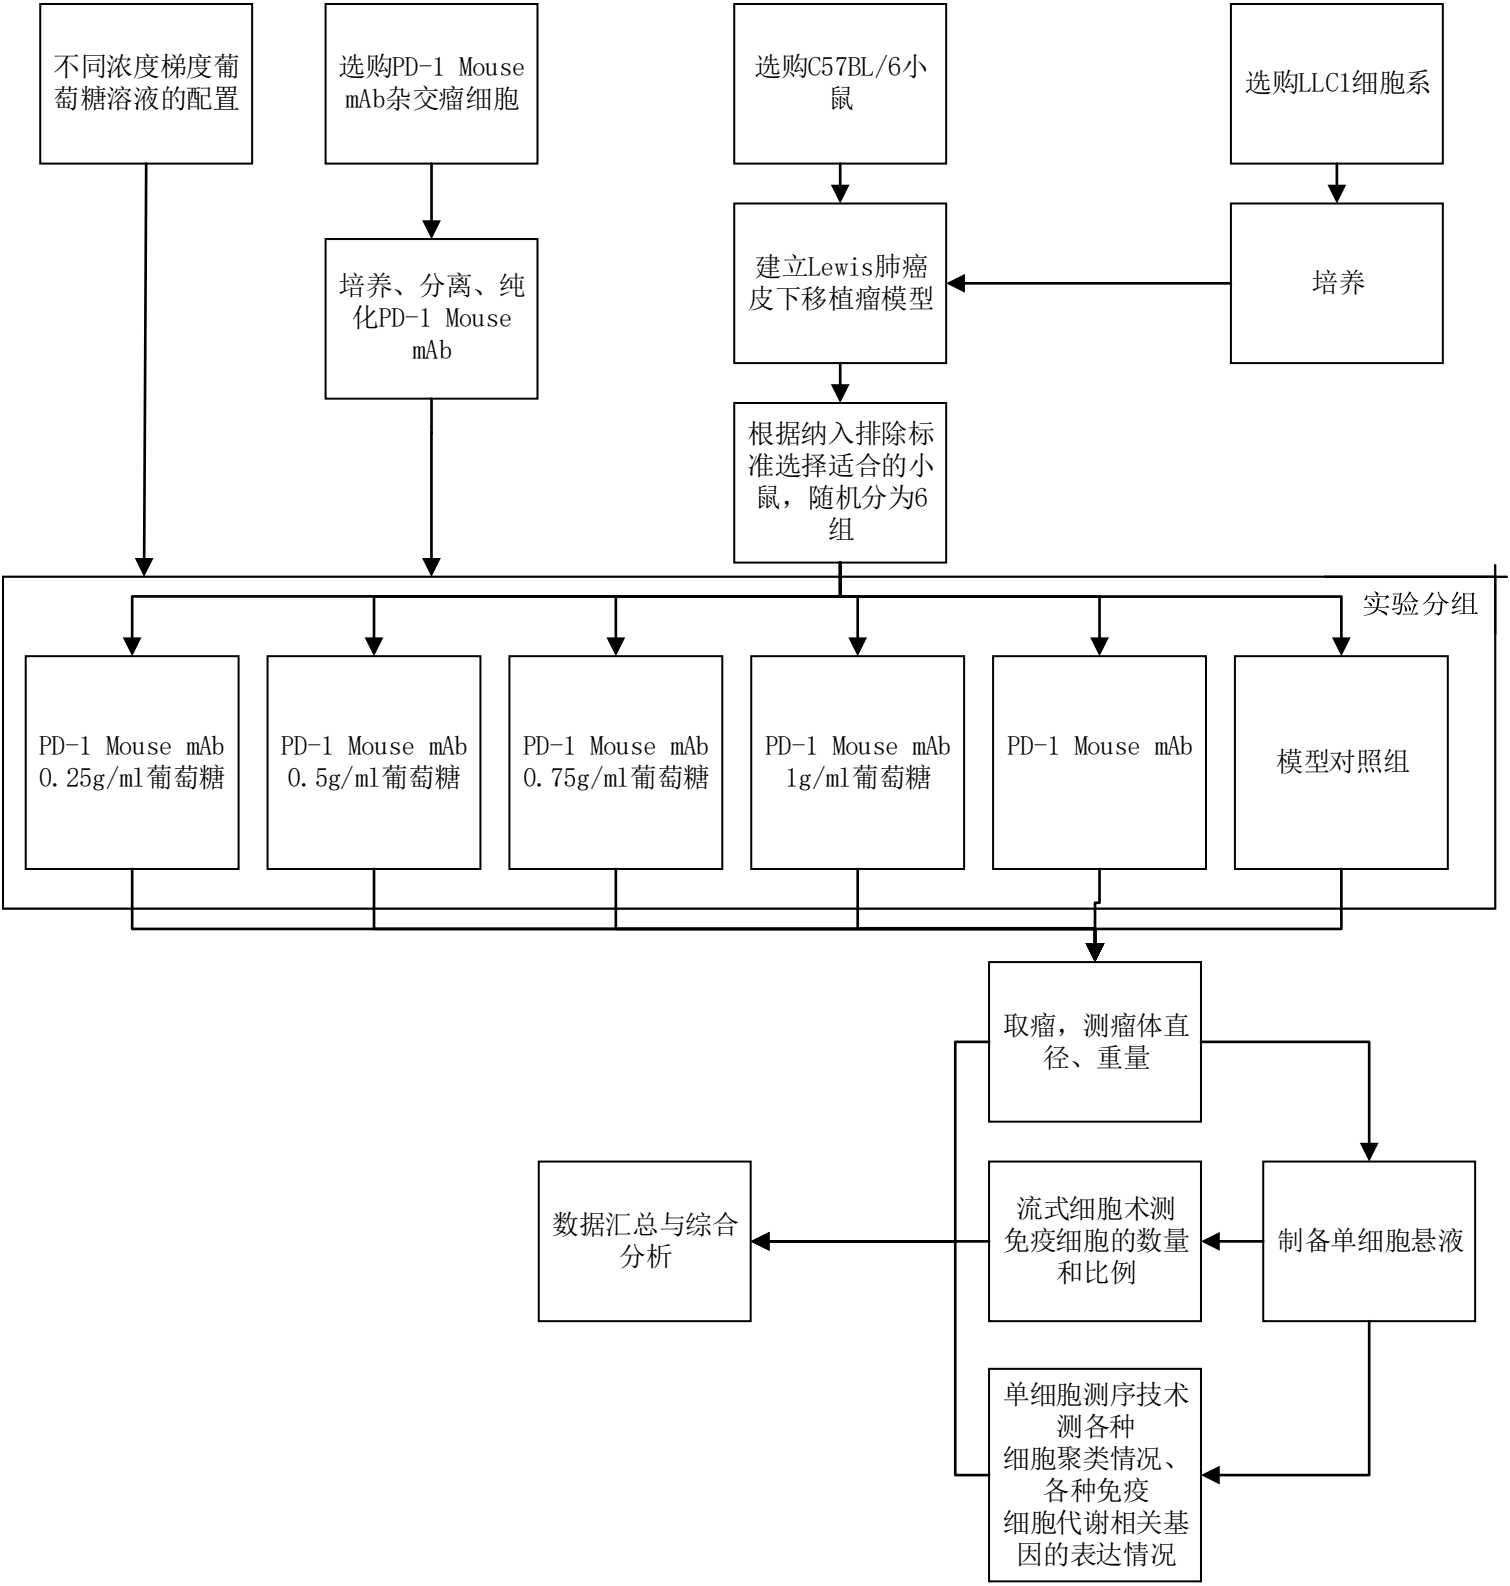 不同浓度梯度葡
萄糖溶液的配置
选购PD-1 Mouse
mAb杂交瘤细胞
选购C57BL/6小
鼠
选购LLC1细胞系
培养、分离、纯
化PD-1 Mouse
mAb
建立Lewis肺癌
皮下移植瘤模型
培养
根据纳入排除标
准选择适合的小
鼠，随机分为6
组
实验分组
PD-1 Mouse mAb
0.25g/ml葡萄糖
PD-1 Mouse mAb
0.5g/ml葡萄糖
PD-1 Mouse mAb
0.75g/ml葡萄糖
PD-1 Mouse mAb
1g/ml葡萄糖
PD-1 Mouse mAb
模型对照组
取瘤，测瘤体直
径、重量
数据汇总与综合
分析
流式细胞术测
免疫细胞的数量
和比例
制备单细胞悬液
单细胞测序技术
测各种
细胞聚类情况、
各种免疫
细胞代谢相关基
因的表达情况